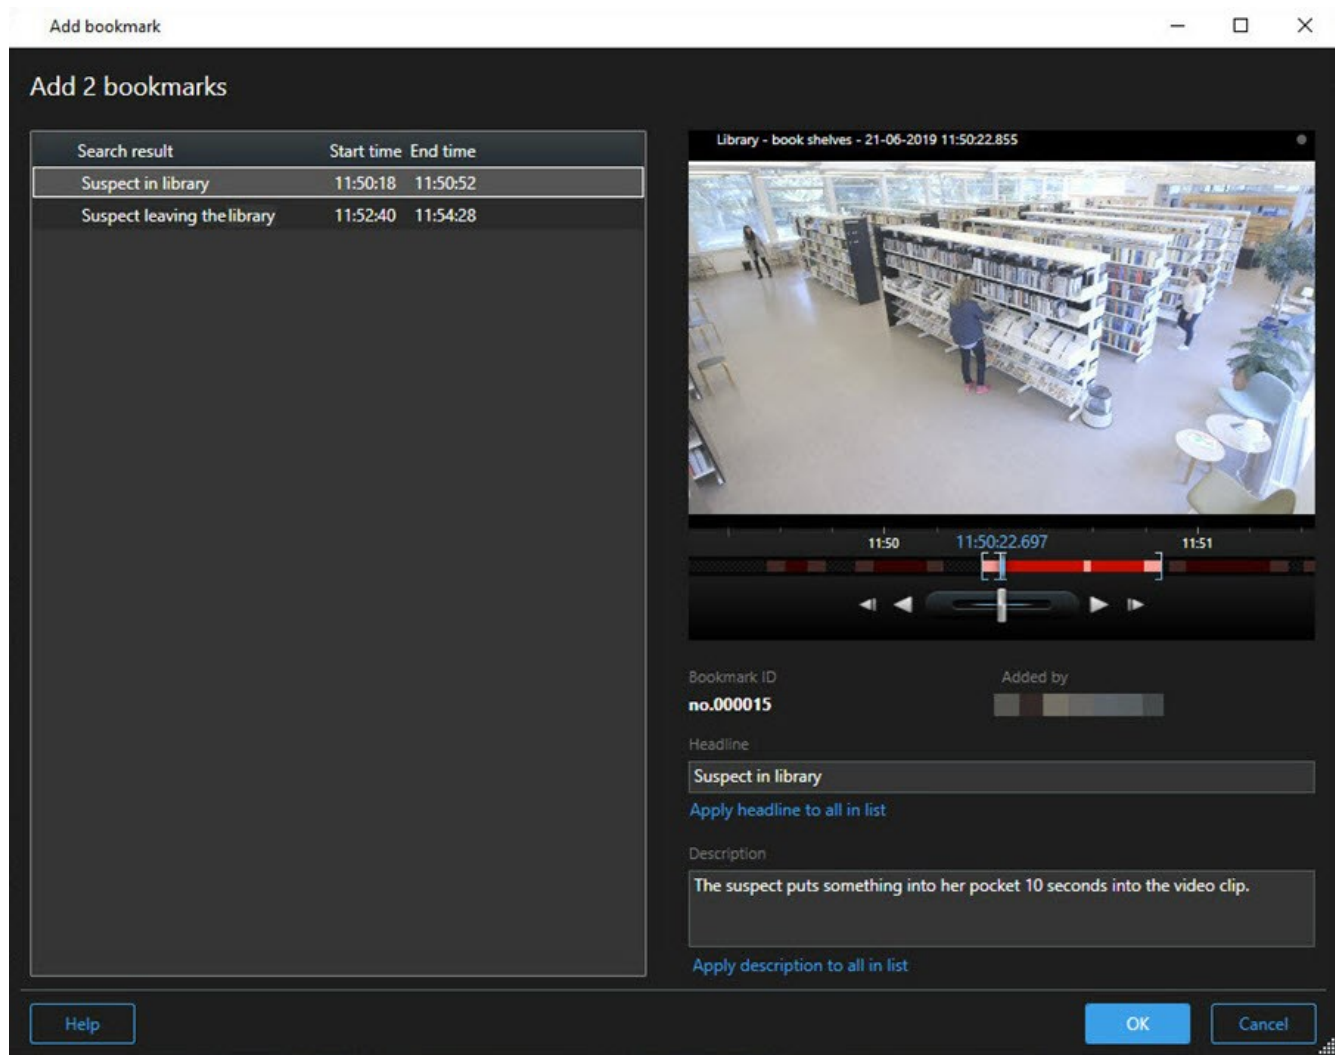 Add bookmark
Add 2 bookmarks
Search result Start time End time
Suspect in library 11:50:18 11:50:52
Suspect leaving the library 11:52:40 11:54:28
Library - book shelves - 21-06-2019 11:50:22.855
11:50 11:50:22.697 11:51
Bookmark ID Added by
no.000015
Headline
Suspect in library
Apply headline to all in list
Description
The suspect puts something into her pocket 10 seconds into the video clip.
Apply description to all in list
Help OK Cancel